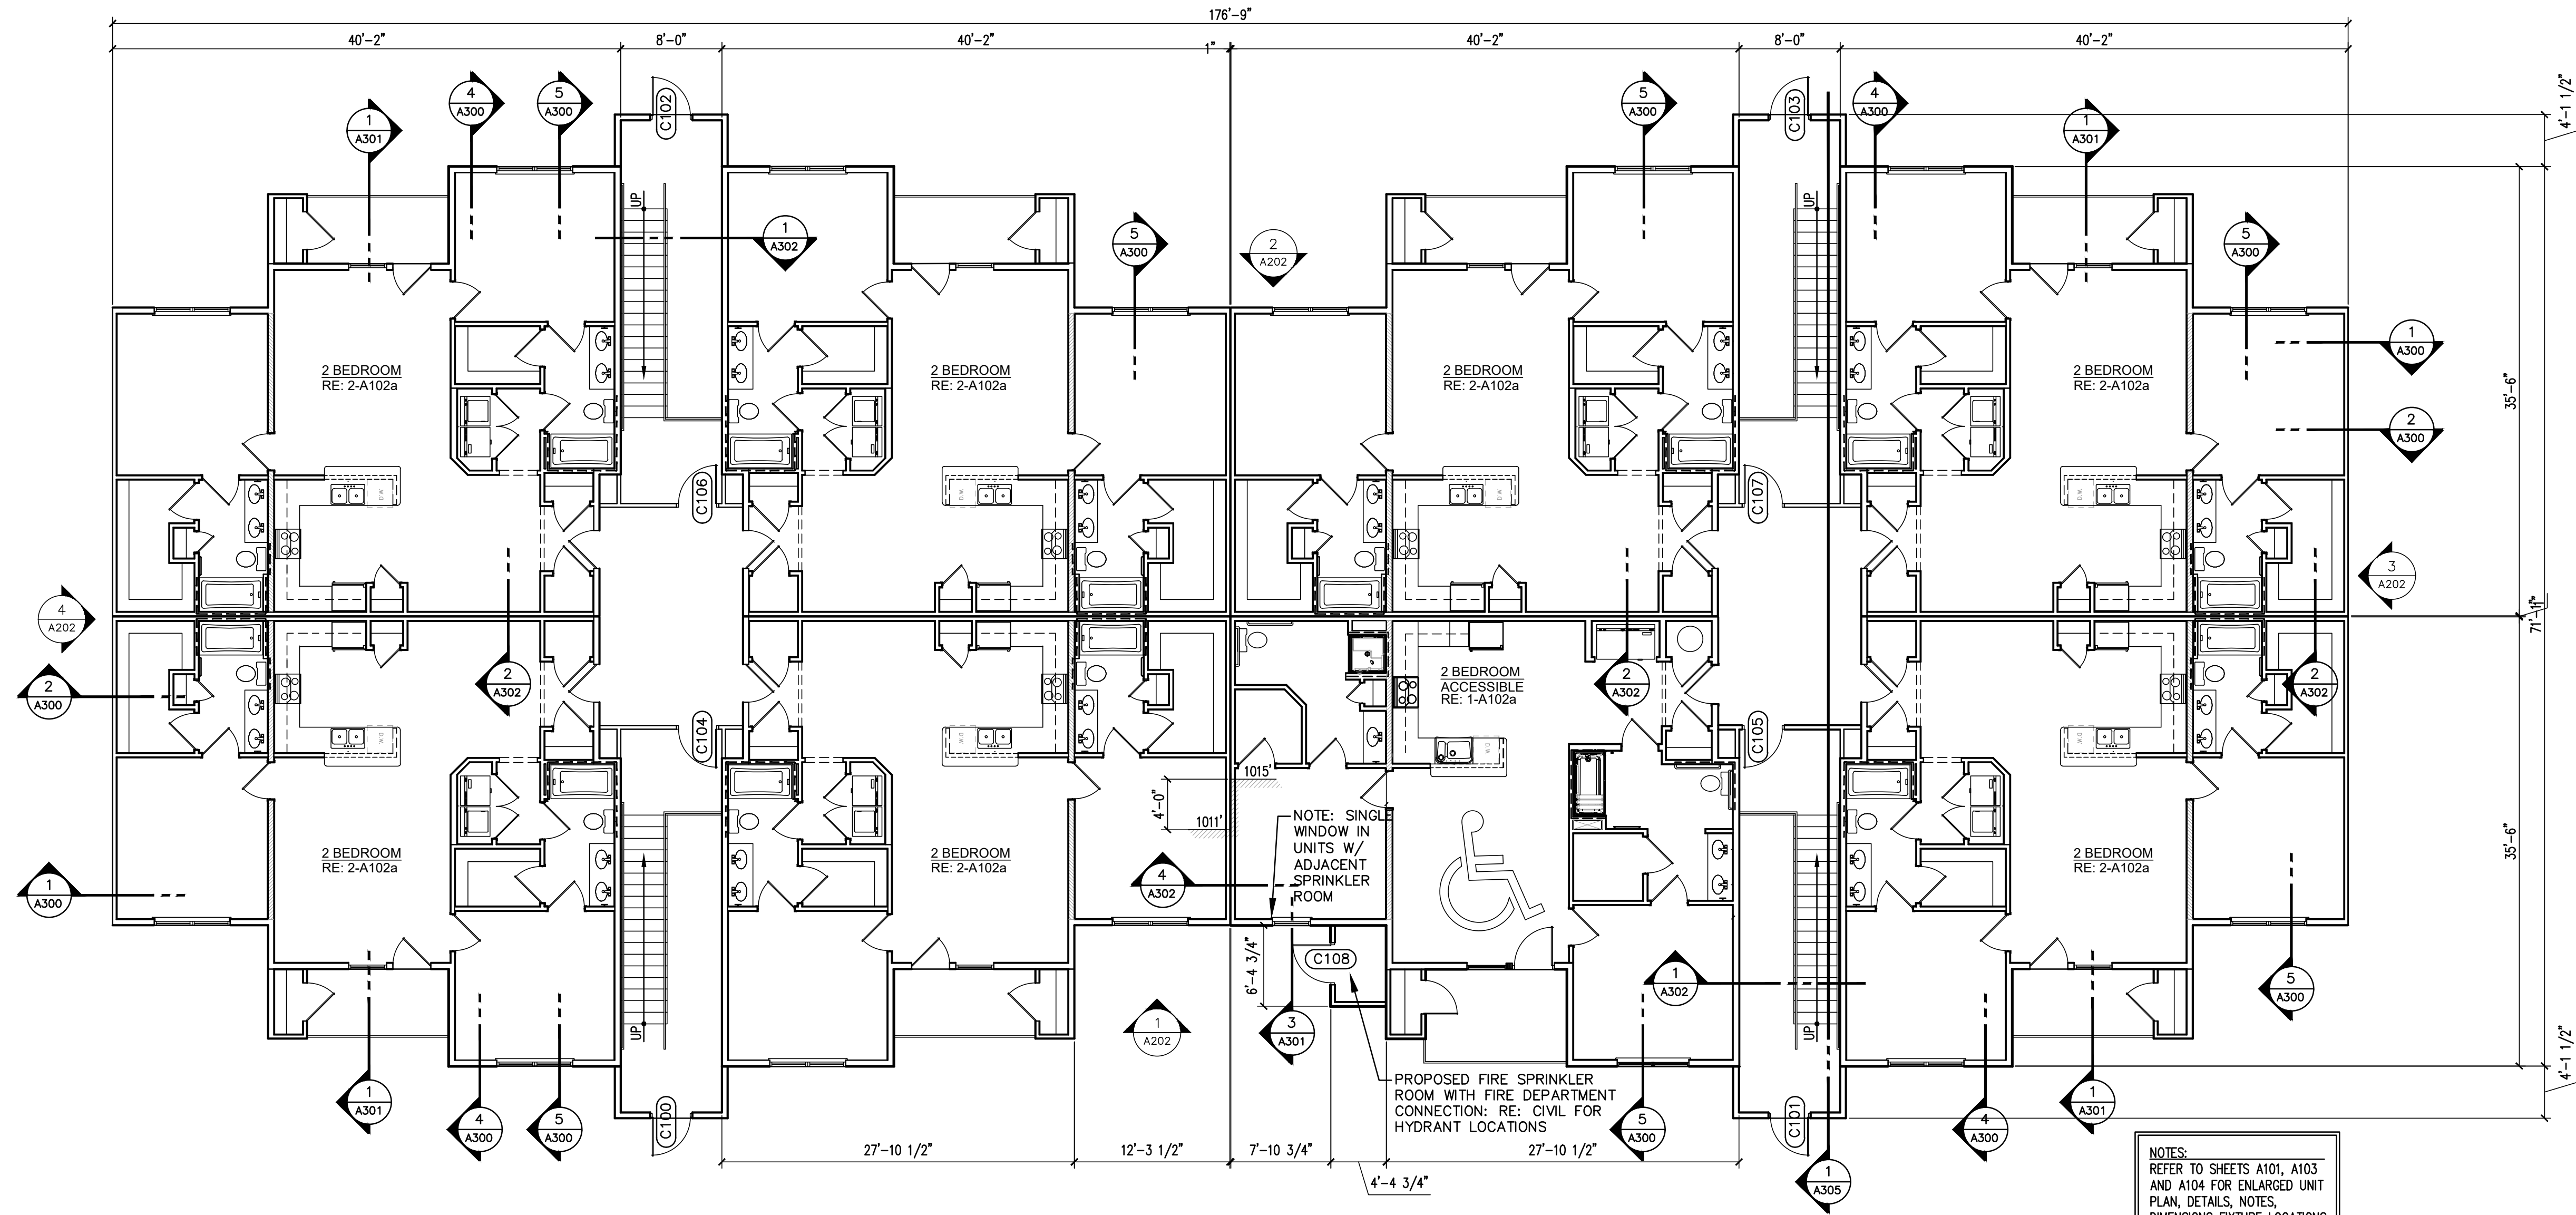 176'-9"
40'-2"
8'-0"
40'-2"
1"
40'-2"
8'-0"
40'-2"
4'-1 1/2"
4
A300
5
A300
C102
5
A300
C103
4
A300
1
A301
1
A301
UP
UP
1
A302
5
A300
2
A202
5
A300
1
A300
2 BEDROOM
RE: 2-A102a
2 BEDROOM
RE: 2-A102a
2 BEDROOM
RE: 2-A102a
2 BEDROOM
RE: 2-A102a
35'-6"
2
A300
D.W.
D.W.
D.W.
D.W.
C106
C107
4
A202
3
A202
71'-11"
2
A300
2
A302
2 BEDROOM
ACCESSIBLE
RE: 1-A102a
2
A302
2
A302
C104
C105
D.W.
D.W.
D.W.
D.W.
1015'
4'-0"
1011'
NOTE: SINGLE
WINDOW IN
UNITS W/
ADJACENT
SPRINKLER
ROOM
2 BEDROOM
RE: 2-A102a
2 BEDROOM
RE: 2-A102a
2 BEDROOM
RE: 2-A102a
35'-6"
1
A300
4
A302
C108
6'-4 3/4"
1
A302
5
A300
UP
UP
1
A202
3
A301
1
A301
4
A300
5
A300
C100
PROPOSED FIRE SPRINKLER
ROOM WITH FIRE DEPARTMENT
CONNECTION: RE: CIVIL FOR
HYDRANT LOCATIONS
5
A300
C101
4
A300
1
A301
4'-1 1/2"
27'-10 1/2"
12'-3 1/2"
7'-10 3/4"
27'-10 1/2"
4'-4 3/4"
1
A305
NOTES:
REFER TO SHEETS A101, A103
AND A104 FOR ENLARGED UNIT
PLAN, DETAILS, NOTES,
DIMENSIONS FIXTURE LOCATIONS